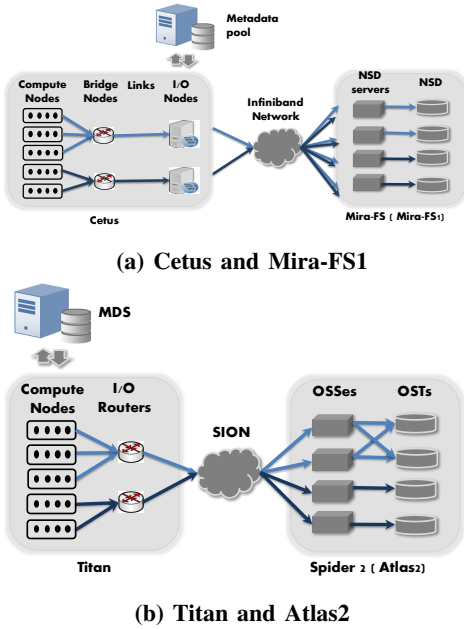 Metadata
pool
Compute
Nodes
Bridge
Nodes
Links
I/O
Nodes
Infiniband
Network
NSD
servers
NSD
Cetus
Mira-FS ( Mira-FS1)
(a) Cetus and Mira-FS1
MDS
Compute
Nodes
I/O
Routers
SION
OSSes
OSTs
Titan
Spider 2 ( Atlas2)
(b) Titan and Atlas2